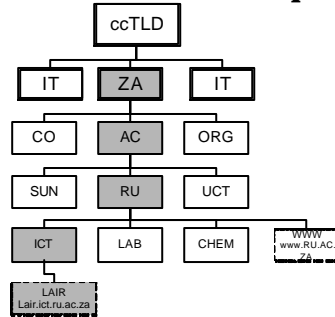 ccTLD
IT ZA IT
CO AC ORG
SUN RU UCT
ICT LAB CHEM WWW
www.RU.AC.
ZA
LAIR
Lair.ict.ru.ac.za